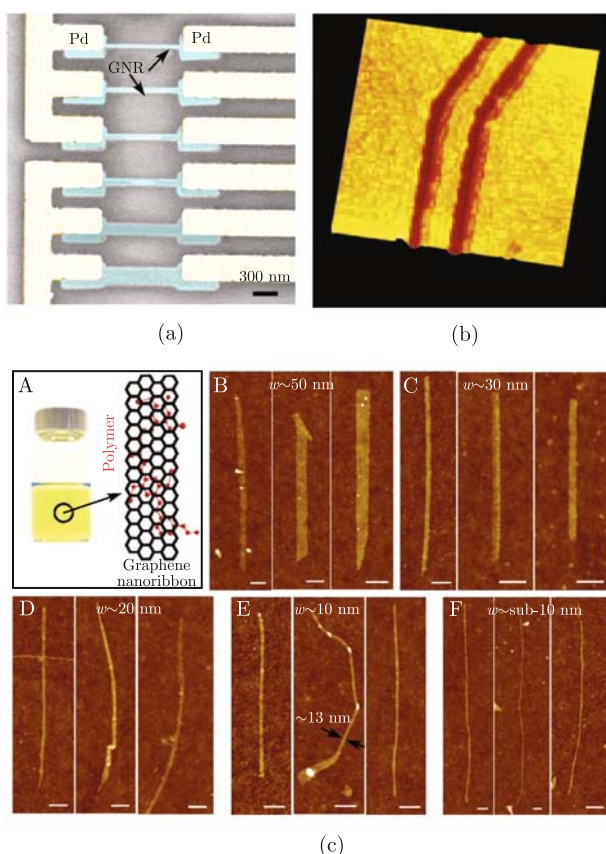 Pd
Pd
GNR
300 nm
(a)
(b)
A
Polymer
Graphene
nanoribbon
B
w~50 nm
C
w~30 nm
D
w~20 nm
E
w~10 nm
~13 nm
F
w~sub-10 nm
(c)